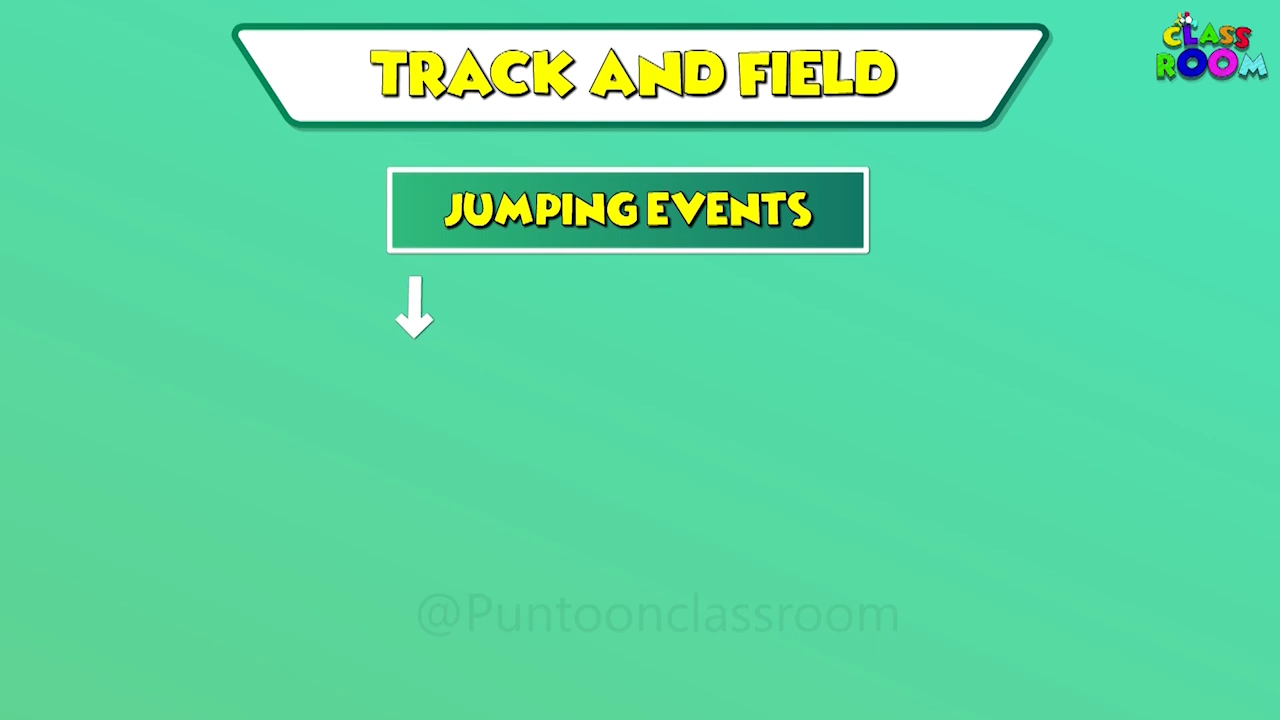 TRACK AND FIELD
CLASS
ROOM
JUMPING EVENTS
@Puntoonclassroom